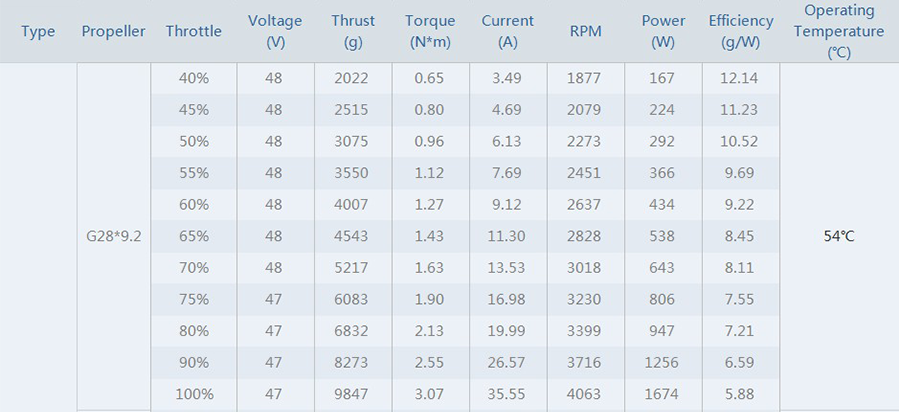 Type Propeller Throttle Voltage (V) Thrust (g) Torque (N*m) Current (A) RPM Power (W) Efficiency (g/W) Operating Temperature (℃)
40% 48 2022 0.65 3.49 1877 167 12.14
45% 48 2515 0.80 4.69 2079 224 11.23
50% 48 3075 0.96 6.13 2273 292 10.52
55% 48 3550 1.12 7.69 2451 366 9.69
60% 48 4007 1.27 9.12 2637 434 9.22
G28*9.2 65% 48 4543 1.43 11.30 2828 538 8.45 54℃
70% 48 5217 1.63 13.53 3018 643 8.11
75% 47 6083 1.90 16.98 3230 806 7.55
80% 47 6832 2.13 19.99 3399 947 7.21
90% 47 8273 2.55 26.57 3716 1256 6.59
100% 47 9847 3.07 35.55 4063 1674 5.88